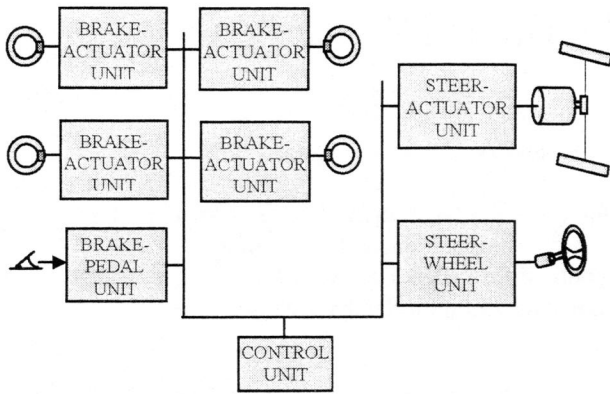 BRAKE-
ACTUATOR
UNIT
BRAKE-
ACTUATOR
UNIT
STEER-
ACTUATOR
UNIT
BRAKE-
ACTUATOR
UNIT
BRAKE-
ACTUATOR
UNIT
BRAKE-
PEDAL
UNIT
STEER-
WHEEL
UNIT
CONTROL
UNIT